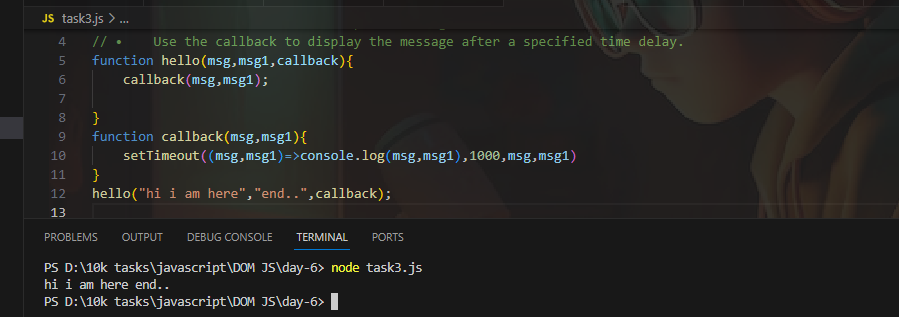 JS task3.js > ...
4 // •    Use the callback to display the message after a specified time delay.
5 function hello(msg,msg1,callback){
6     callback(msg,msg1);
7
8 }
9 function callback(msg,msg1){
10     setTimeout((msg,msg1)=>console.log(msg,msg1),1000,msg,msg1)
11 }
12 hello("hi i am here","end..",callback);
13
PROBLEMS OUTPUT DEBUG CONSOLE TERMINAL PORTS
PS D:\10k tasks\javascript\DOM JS\day-6> node task3.js
hi i am here end..
PS D:\10k tasks\javascript\DOM JS\day-6>